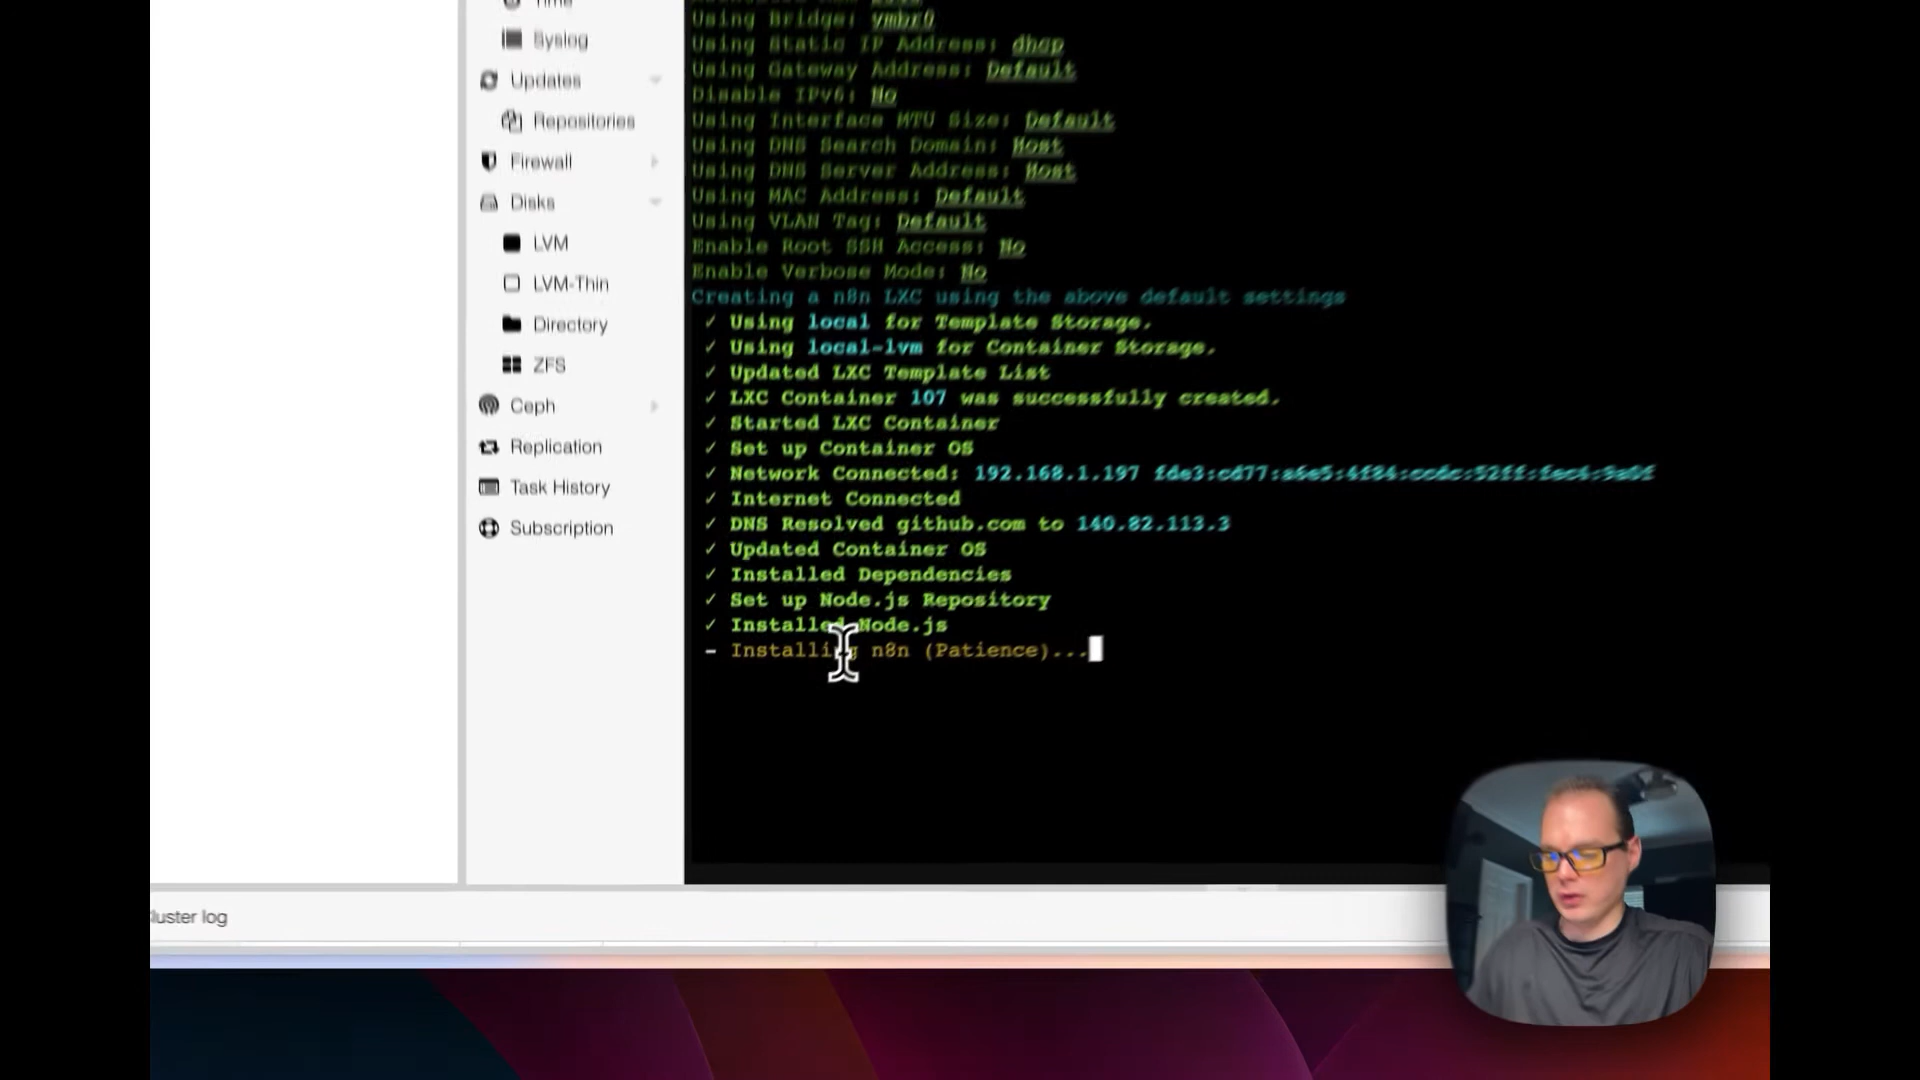 Time
Syslog
Updates
Repositories
Firewall
Disks
LVM
LVM-Thin
Directory
ZFS
Ceph
Replication
Task History
Subscription
Using Bridge: vmbr0
Using Static IP Address: dhcp
Using Gateway Address: Default
Disable IPv6: No
Using Interface MTU Size: Default
Using DNS Search Domain: Host
Using DNS Server Address: Host
Using MAC Address: Default
Using VLAN Tag: Default
Enable Root SSH Access: No
Enable Verbose Mode: No
Creating a n8n LXC using the above default settings
✓ Using local for Template Storage.
✓ Using local-lvm for Container Storage.
✓ Updated LXC Template List
✓ LXC Container 107 was successfully created.
✓ Started LXC Container
✓ Set up Container OS
✓ Network Connected: 192.168.1.197
✓ Internet Connected
✓ DNS Resolved github.com to 140.82.113.3
✓ Updated Container OS
✓ Installed Dependencies
✓ Set up Node.js Repository
✓ Installed Node.js
- Installing n8n (Patience)...
Cluster log